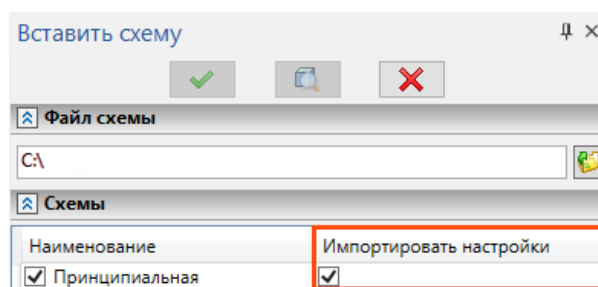 Вставить схему
Файл схемы
C:\
Схемы
Наименование Импортировать настройки
Принципиальная